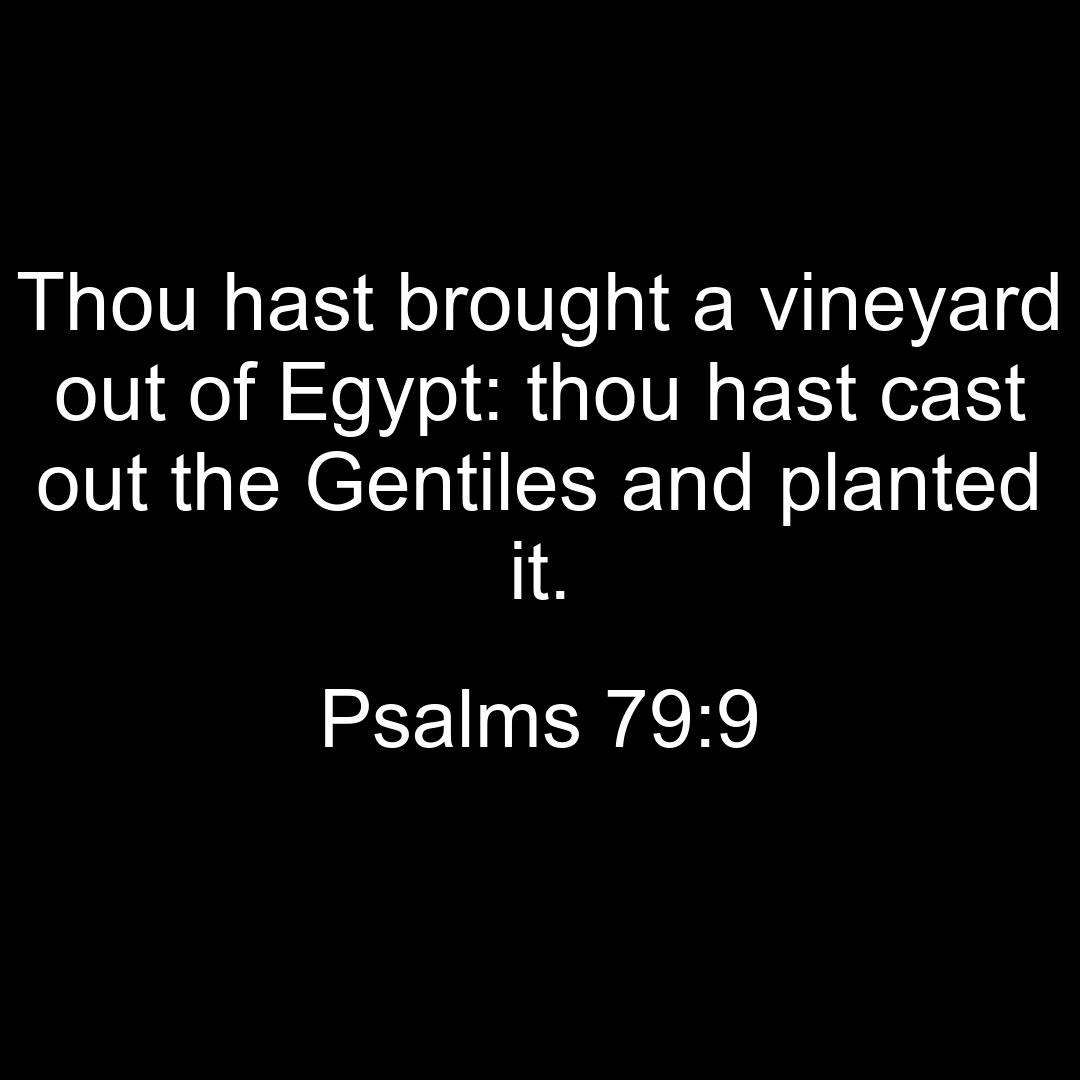 Thou hast brought a vineyard
out of Egypt: thou hast cast
out the Gentiles and planted
it.
Psalms 79:9